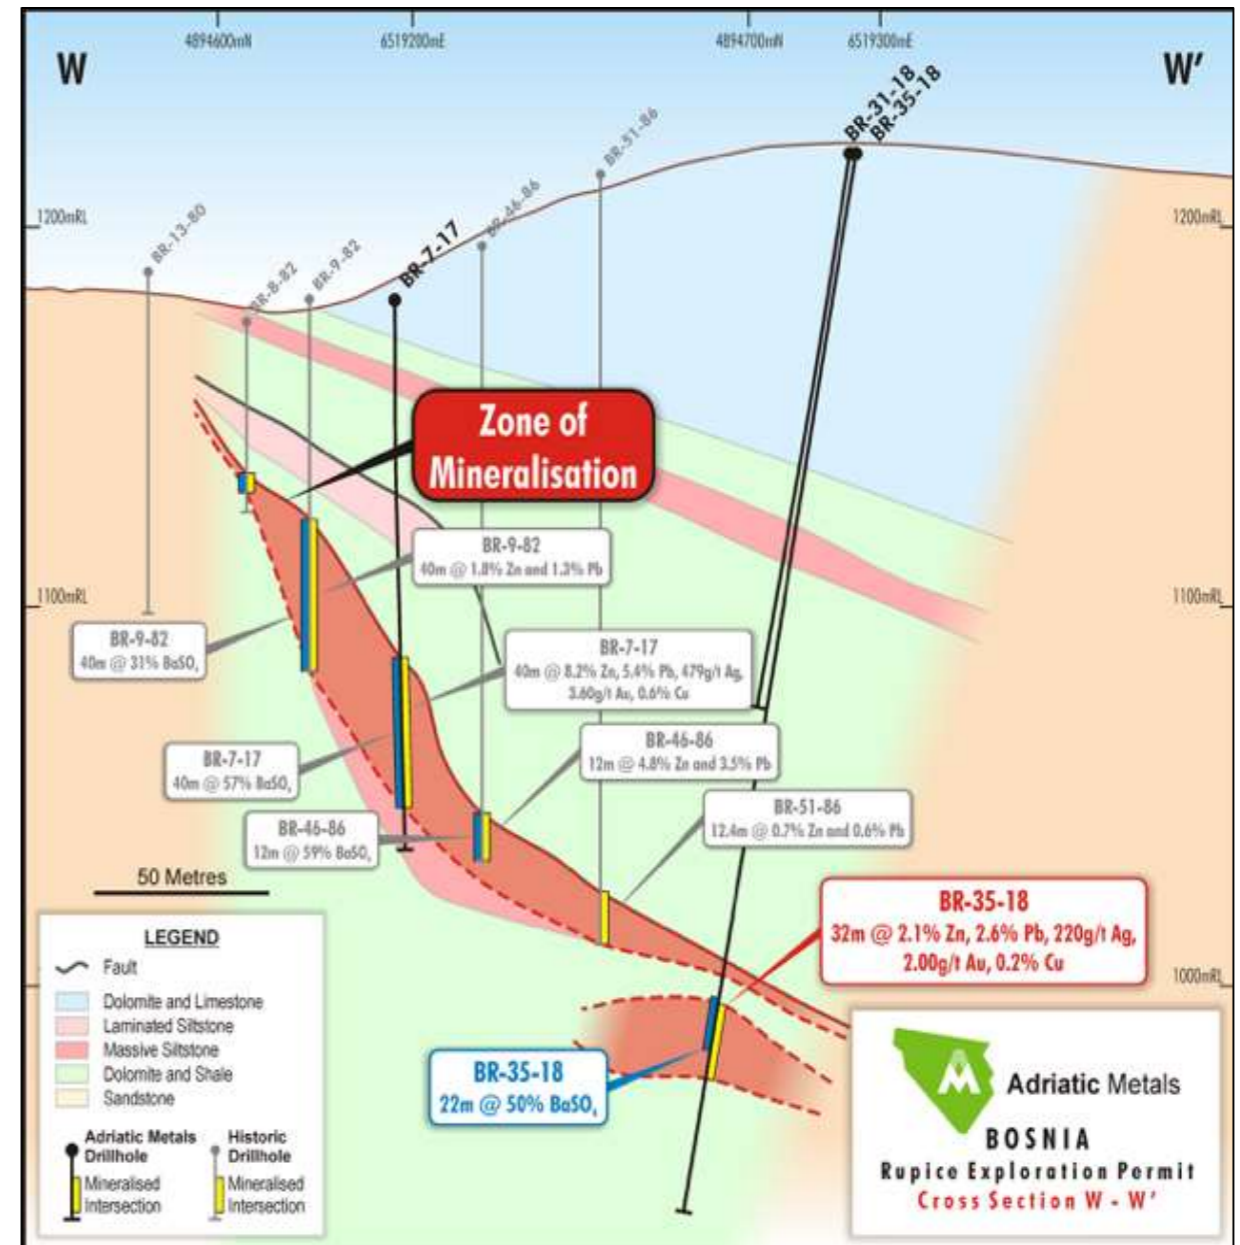 4894600mN
6519200mE
4894700mN
6519300mE
W
W'
BR-31-18
BR-35-18
BR-51-86
BR-46-86
BR-7-17
BR-9-82
BR-8-82
BR-13-80
1200mRL
1200mRL
Zone of
Mineralisation
BR-9-82
40m @ 1.8% Zn and 1.3% Pb
1100mRL
1100mRL
BR-9-82
40m @ 31% BaSO₄
BR-7-17
40m @ 8.2% Zn, 5.4% Pb, 479g/t Ag,
3.60g/t Au, 0.6% Cu
BR-46-86
12m @ 4.8% Zn and 3.5% Pb
BR-7-17
40m @ 57% BaSO₄
BR-51-86
12.4m @ 0.7% Zn and 0.6% Pb
BR-46-86
12m @ 59% BaSO₄
50 Metres
BR-35-18
32m @ 2.1% Zn, 2.6% Pb, 220g/t Ag,
2.00g/t Au, 0.2% Cu
1000mRL
BR-35-18
22m @ 50% BaSO₄
LEGEND
Fault
Dolomite and Limestone
Laminated Siltstone
Massive Siltstone
Dolomite and Shale
Sandstone
Adriatic Metals
Drillhole
Mineralised
Intersection
Historic
Drillhole
Mineralised
Intersection
Adriatic Metals
BOSNIA
Rupice Exploration Permit
Cross Section W - W'